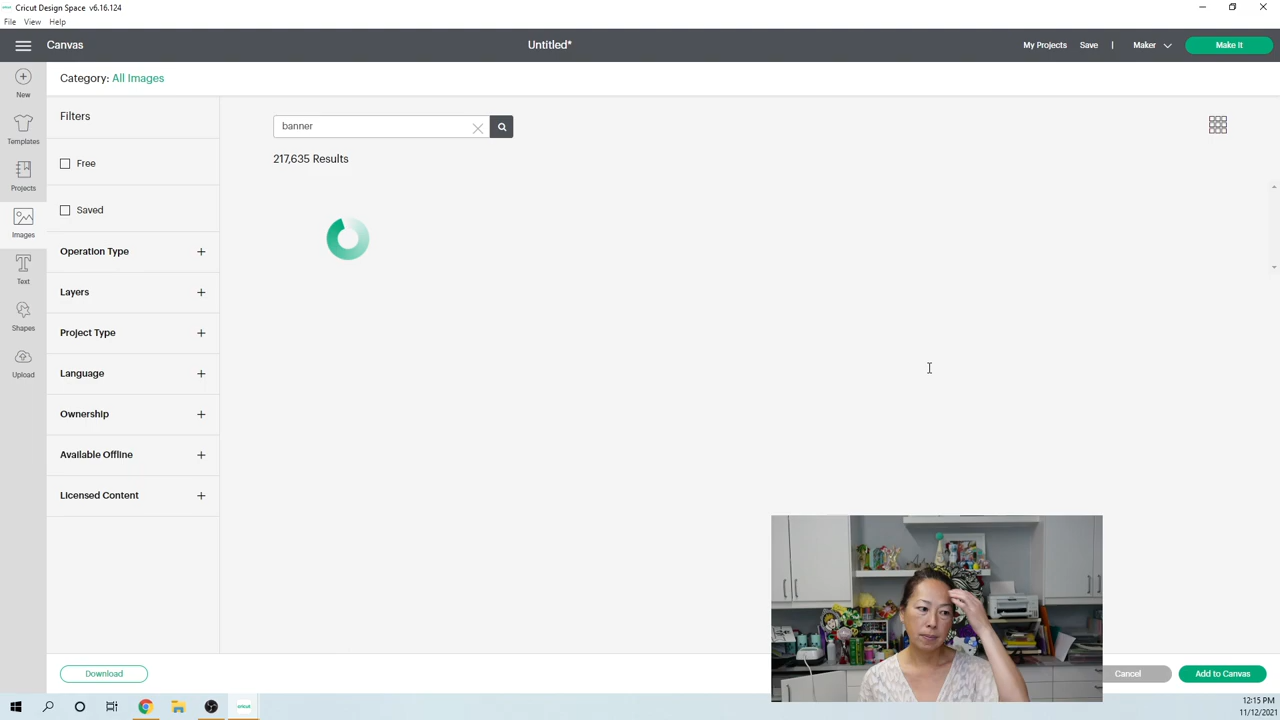 Cricut Design Space v6.16.124
File View Help
Canvas
Untitled*
My Projects Save | Maker Make It
New
Templates
Projects
Images
Text
Shapes
Upload
Category: All Images
Filters
Free
Saved
Operation Type
Layers
Project Type
Language
Ownership
Available Offline
Licensed Content
banner
217,635 Results
Download
Cancel
Add to Canvas
cricut
12:15 PM
11/12/2021